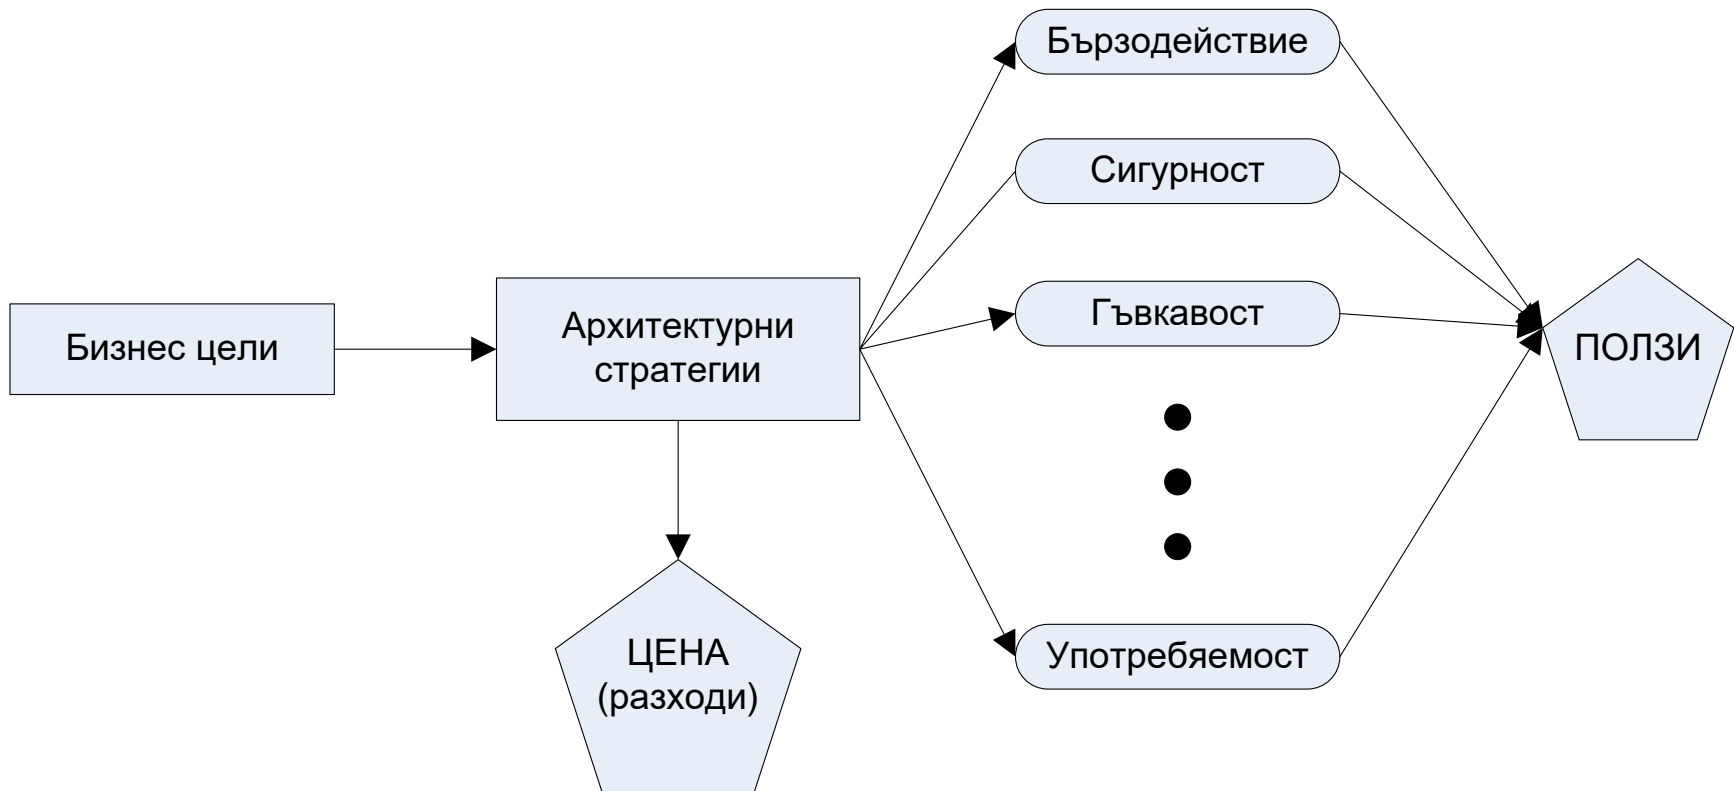 Бързодействие
Сигурност
Гъвкавост
Бизнес цели
Архитектурни
стратегии
ПОЛЗИ
ЦЕНА
(разходи)
Употребяемост